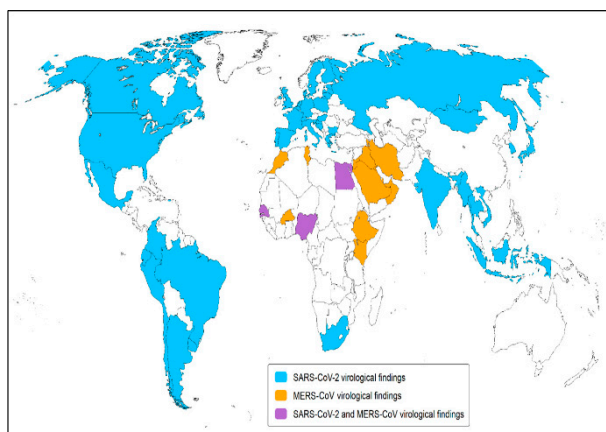 SARS-CoV-2 virological findings
MERS-CoV virological findings
SARS-CoV-2 and MERS-CoV virological findings